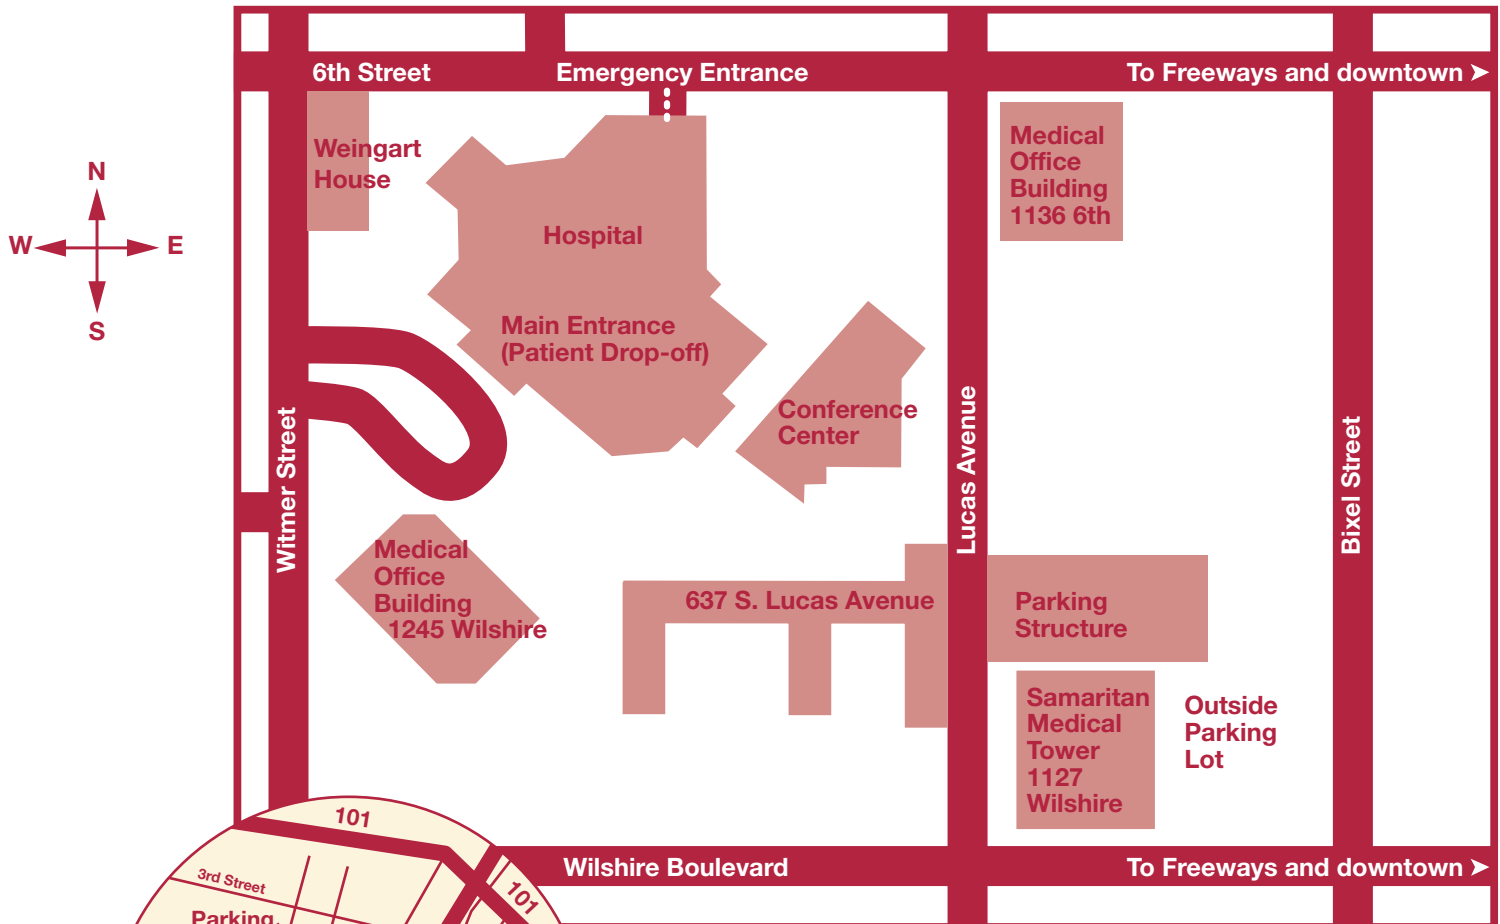 6th Street
Emergency Entrance
To Freeways and downtown ➤
Weingart
House
Medical
Office
Building
1136 6th
N
W
E
S
Hospital
Main Entrance
(Patient Drop-off)
Conference
Center
Witmer Street
Lucas Avenue
Bixel Street
Medical
Office
Building
1245 Wilshire
637 S. Lucas Avenue
Parking
Structure
Samaritan
Medical
Tower
1127
Wilshire
Outside
Parking
Lot
101
Wilshire Boulevard
To Freeways and downtown ➤
3rd Street
101
Parking